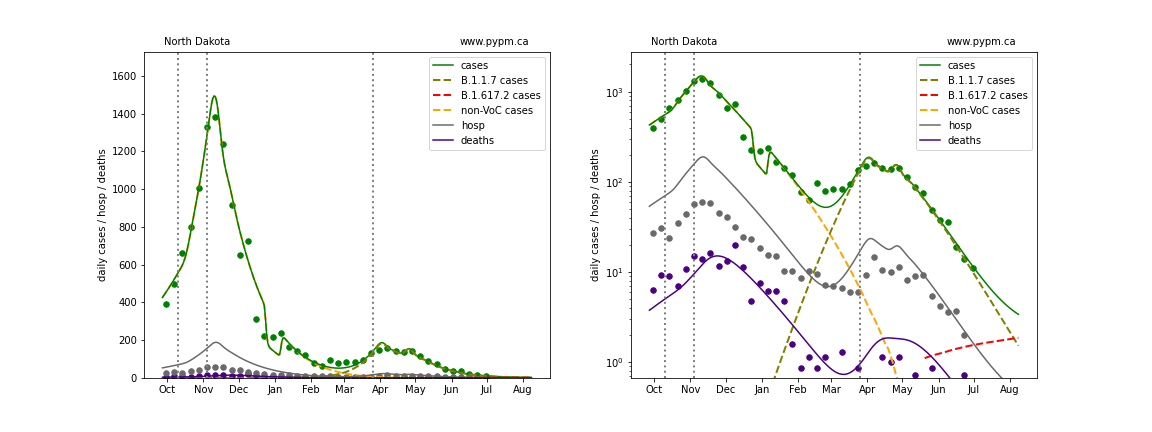 North Dakota www.pypm.ca
daily cases / hosp / deaths
1600
1400
1200
1000
800
600
400
200
0
cases
B.1.1.7 cases
B.1.617.2 cases
non-VoC cases
hosp
deaths
Oct Nov Dec Jan Feb Mar Apr May Jun Jul Aug
North Dakota www.pypm.ca
daily cases / hosp / deaths
10³
10²
10¹
10⁰
cases
B.1.1.7 cases
B.1.617.2 cases
non-VoC cases
hosp
deaths
Oct Nov Dec Jan Feb Mar Apr May Jun Jul Aug